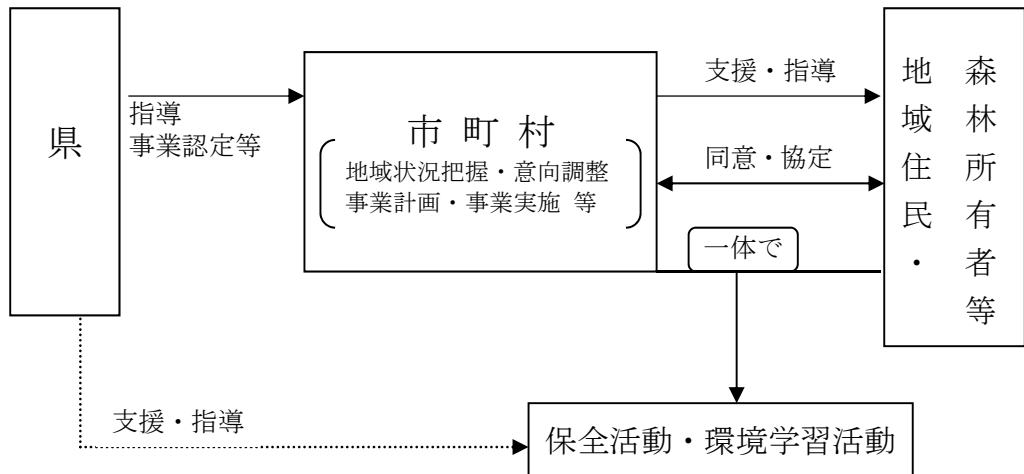 県
指導
事業認定等
市町村
地域状況把握・意向調整
事業計画・事業実施 等
支援・指導
同意・協定
一体で
森林所有者等
地域住民・
支援・指導
保全活動・環境学習活動